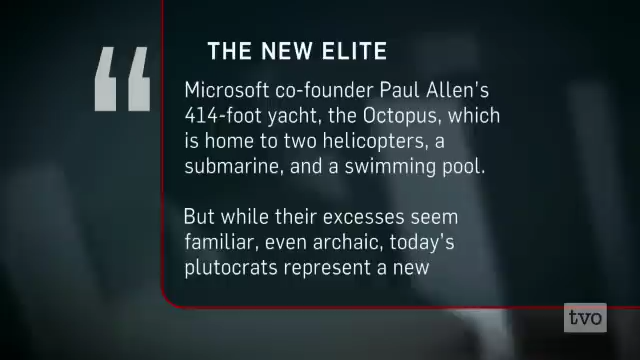 THE NEW ELITE
Microsoft co-founder Paul Allen's
414-foot yacht, the Octopus, which
is home to two helicopters, a
submarine, and a swimming pool.
But while their excesses seem
familiar, even archaic, today's
plutocrats represent a new
tvo